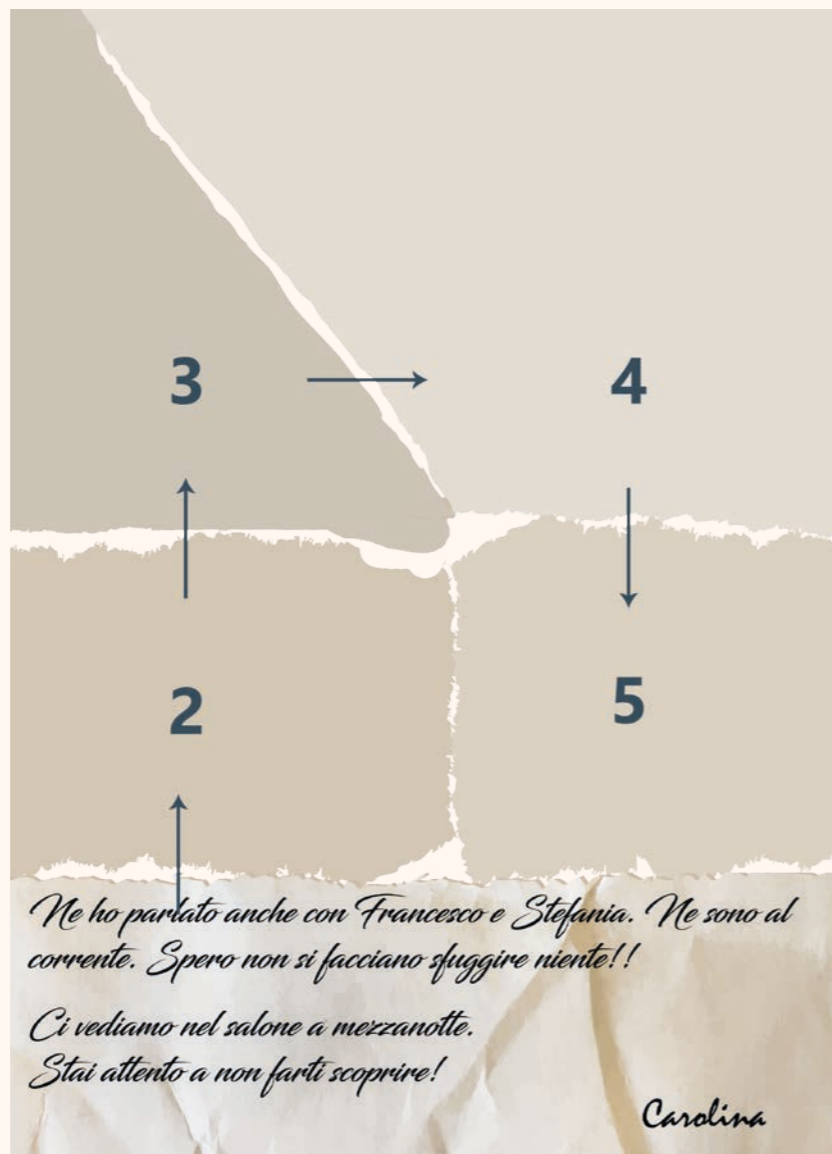 3
4
2
5
Ne ho parlato anche con Francesco e Stefania. Ne sono al
corrente. Spero non si facciano sfuggire niente!!
Ci vediamo nel salone a mezzanotte.
Stai attento a non farti scoprire!
Carolina